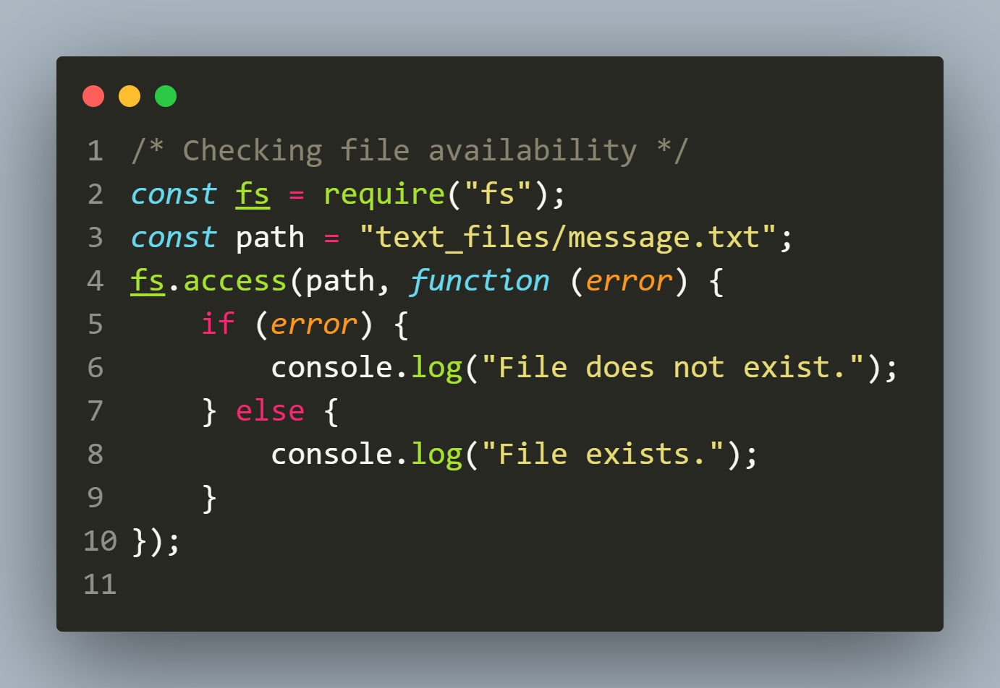 1 /* Checking file availability */
2 const fs = require("fs");
3 const path = "text_files/message.txt";
4 fs.access(path, function (error) {
5     if (error) {
6         console.log("File does not exist.");
7     } else {
8         console.log("File exists.");
9     }
10 });
11